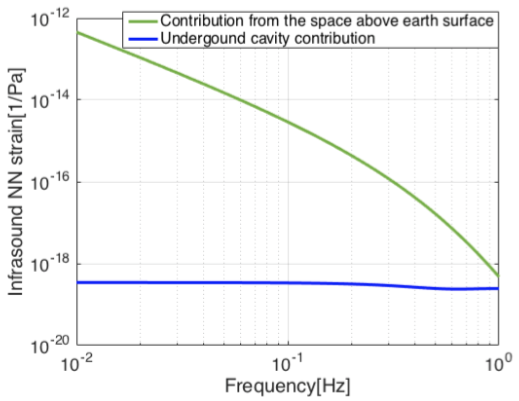 Contribution from the space above earth surface
Undergound cavity contribution
Infrasound NN strain[1/Pa]
10^-12
10^-14
10^-16
10^-18
10^-20
10^-2
10^-1
10^0
Frequency[Hz]